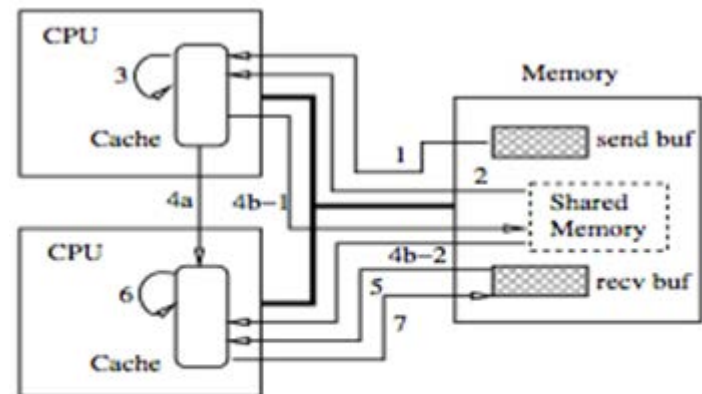 CPU
3
Cache
4a
4b-1
Memory
1
send buf
2
Shared
Memory
4b-2
recv buf
5
7
CPU
6
Cache